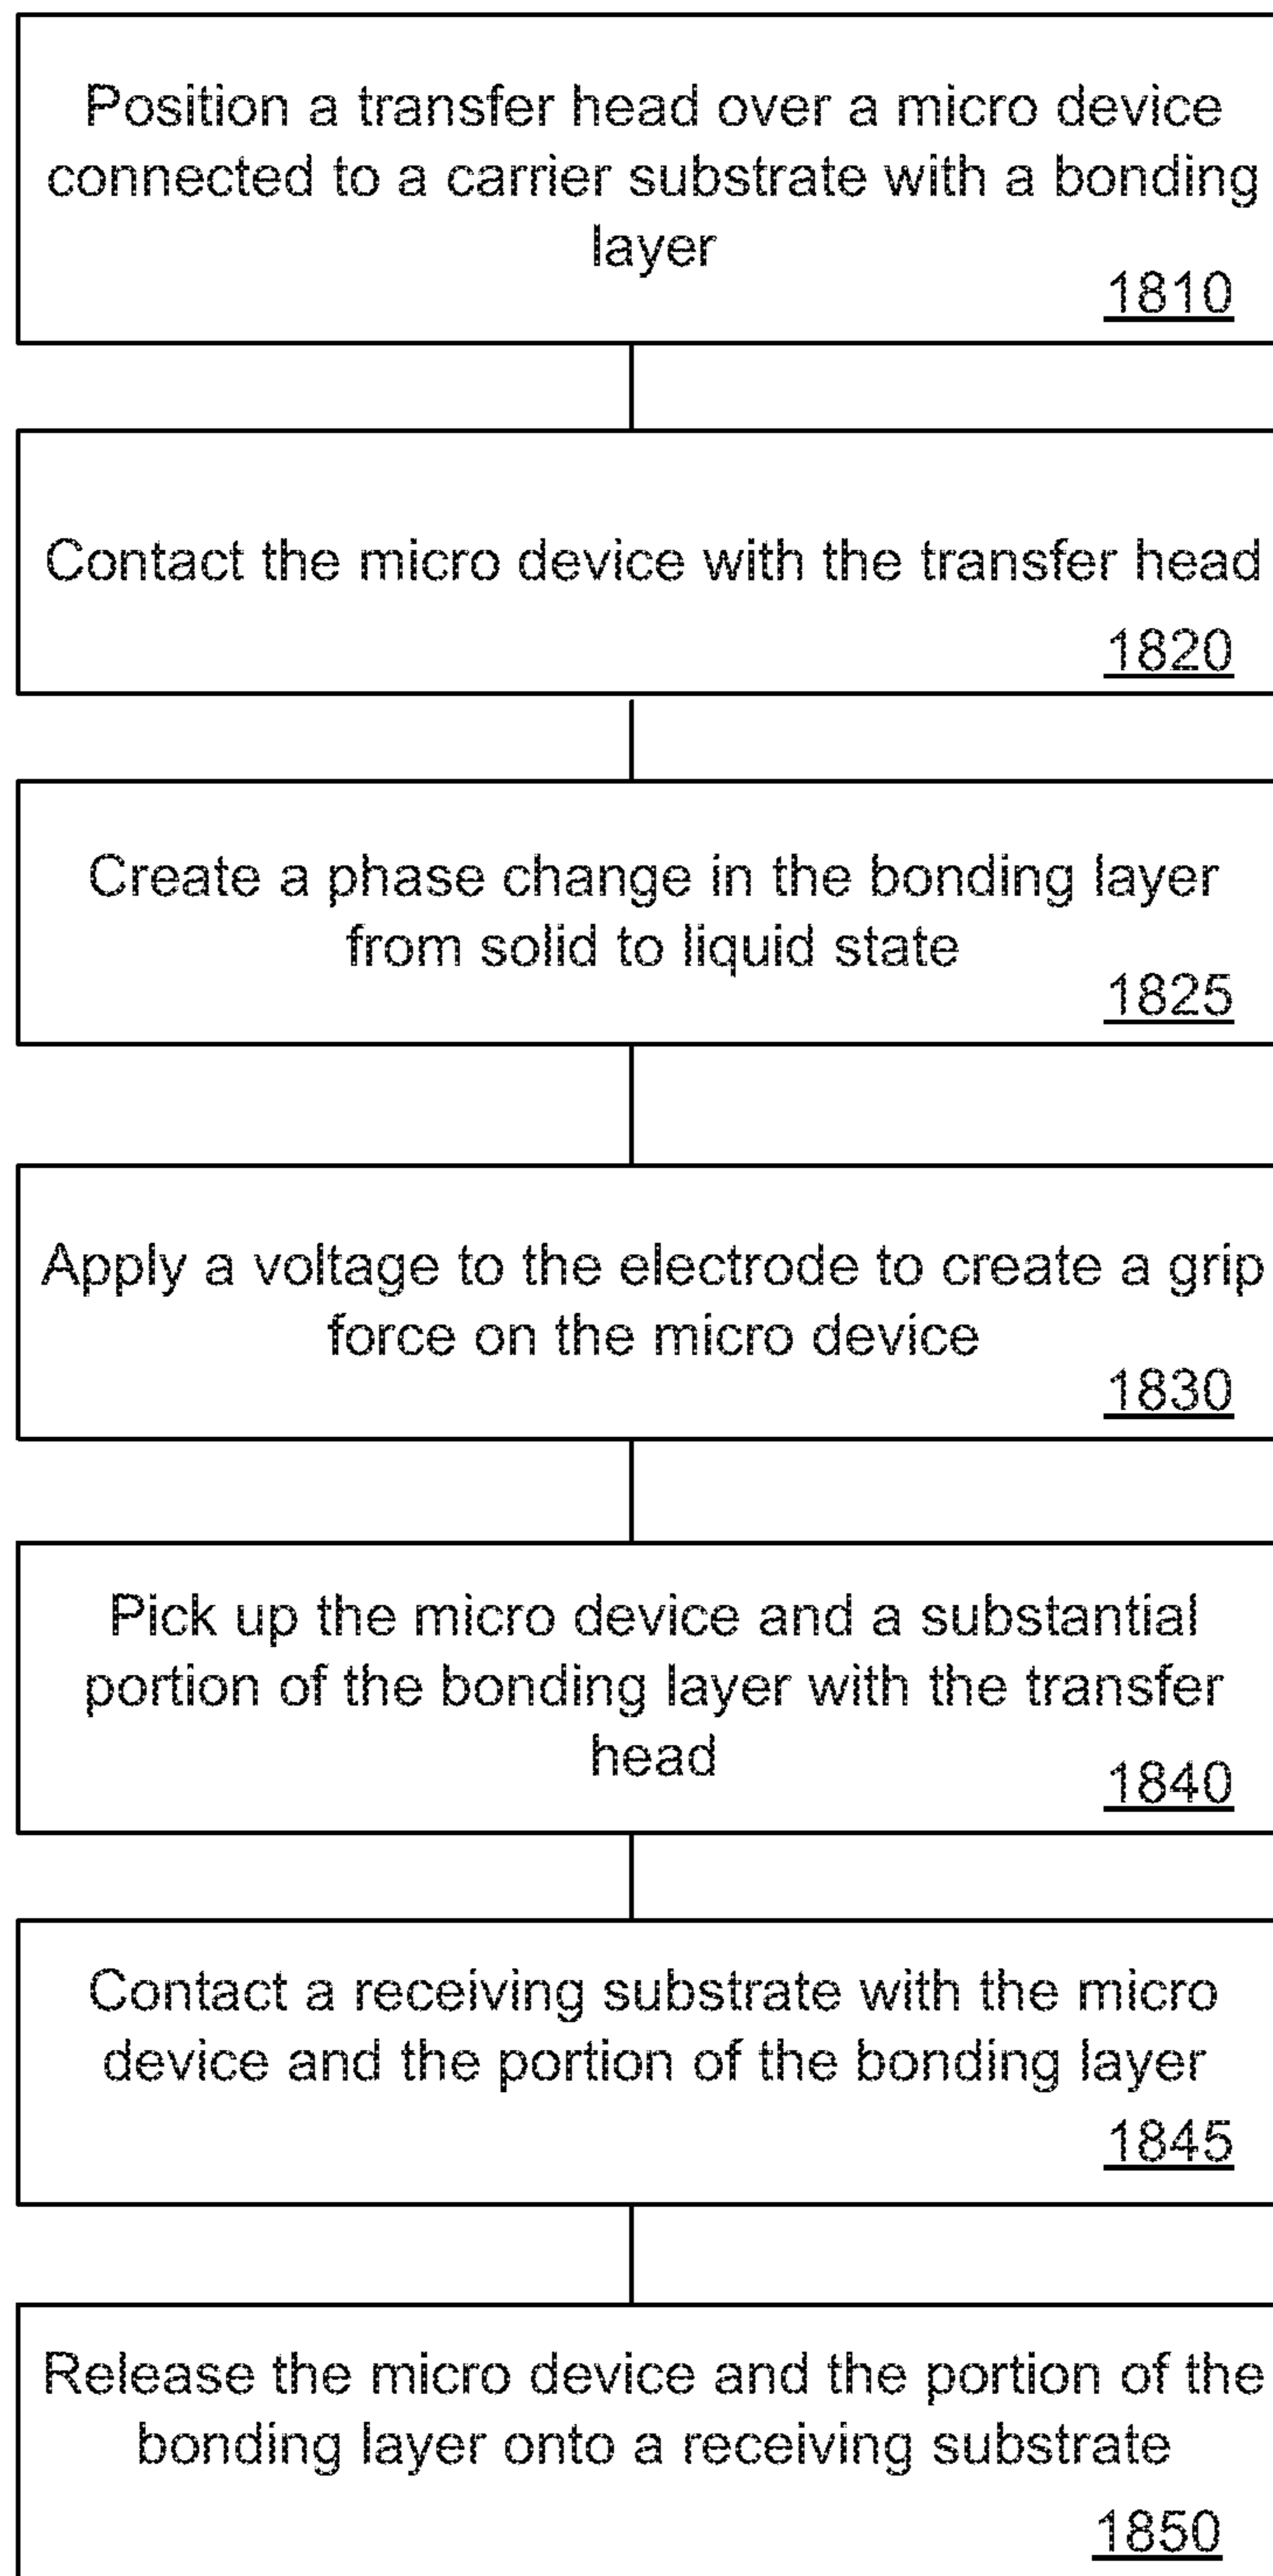 Position a transfer head over a micro device
connected to a carrier substrate with a bonding
layer
1810
Contact the micro device with the transfer head
1820
Create a phase change in the bonding layer
from solid to liquid state
1825
Apply a voltage to the electrode to create a grip
force on the micro device
1830
Pick up the micro device and a substantial
portion of the bonding layer with the transfer
head
1840
Contact a receiving substrate with the micro
device and the portion of the bonding layer
1845
Release the micro device and the portion of the
bonding layer onto a receiving substrate
1850